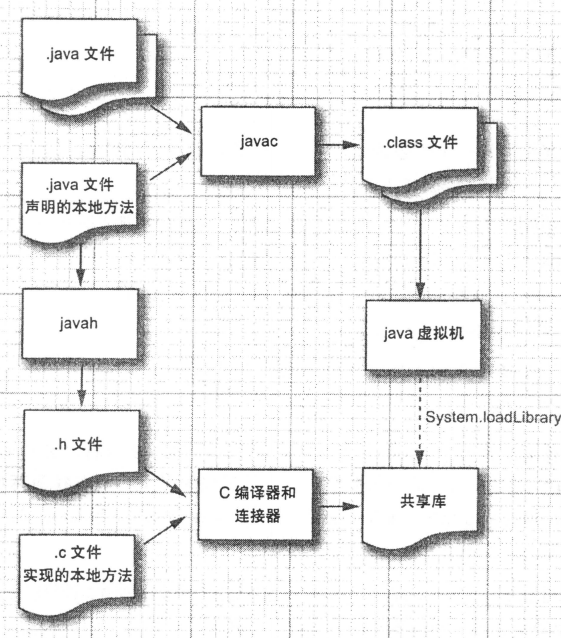 .java 文件
javac
.class 文件
.java 文件
声明的本地方法
javah
java 虚拟机
System.loadLibrary
.h 文件
C 编译器和
连接器
共享库
.c 文件
实现的本地方法